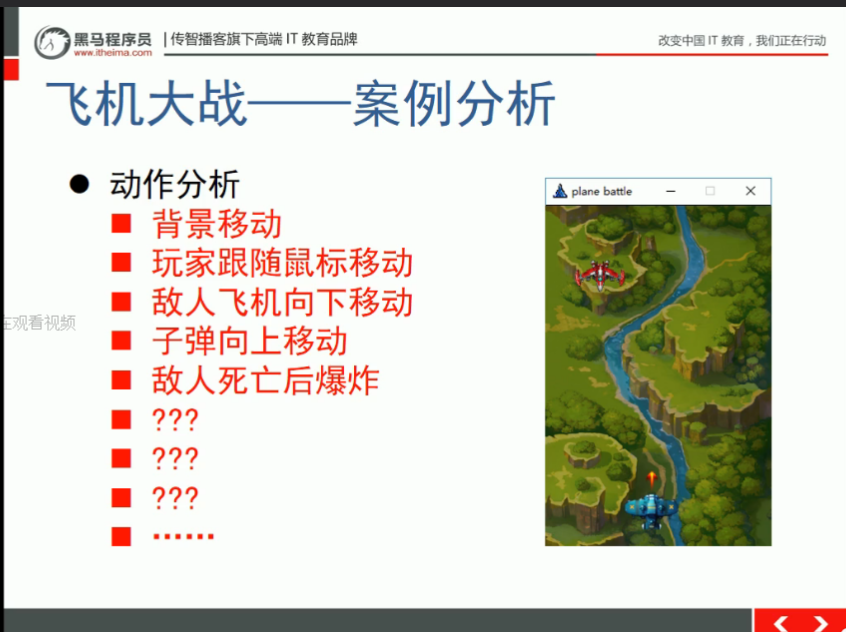 黑马程序员
www.itheima.com
传智播客旗下高端 IT 教育品牌
改变中国 IT 教育，我们正在行动
飞机大战——案例分析
动作分析
背景移动
玩家跟随鼠标移动
敌人飞机向下移动
子弹向上移动
敌人死亡后爆炸
???
???
???
……
plane battle
在观看视频